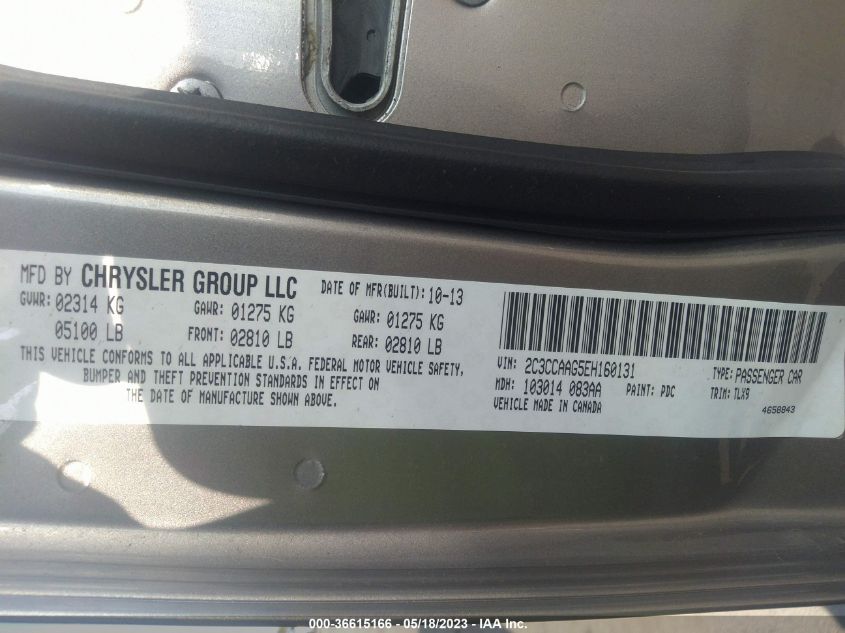 MFD BY CHRYSLER GROUP LLC DATE OF MFR(BUILT): 10-13
GVWR: 02314 KG GAWR: 01275 KG GAWR: 01275 KG
05100 LB FRONT: 02810 LB REAR: 02810 LB
THIS VEHICLE CONFORMS TO ALL APPLICABLE U.S.A. FEDERAL MOTOR VEHICLE SAFETY,
BUMPER AND THEFT PREVENTION STANDARDS IN EFFECT ON
THE DATE OF MANUFACTURE SHOWN ABOVE.
VIN: 2C3CCAAG5EH160131 TYPE: PASSENGER CAR
MDH: 103014 083AA PAINT: PDC TRIM: TLX9
VEHICLE MADE IN CANADA 4658843
000-36615166 - 05/18/2023 - IAA Inc.